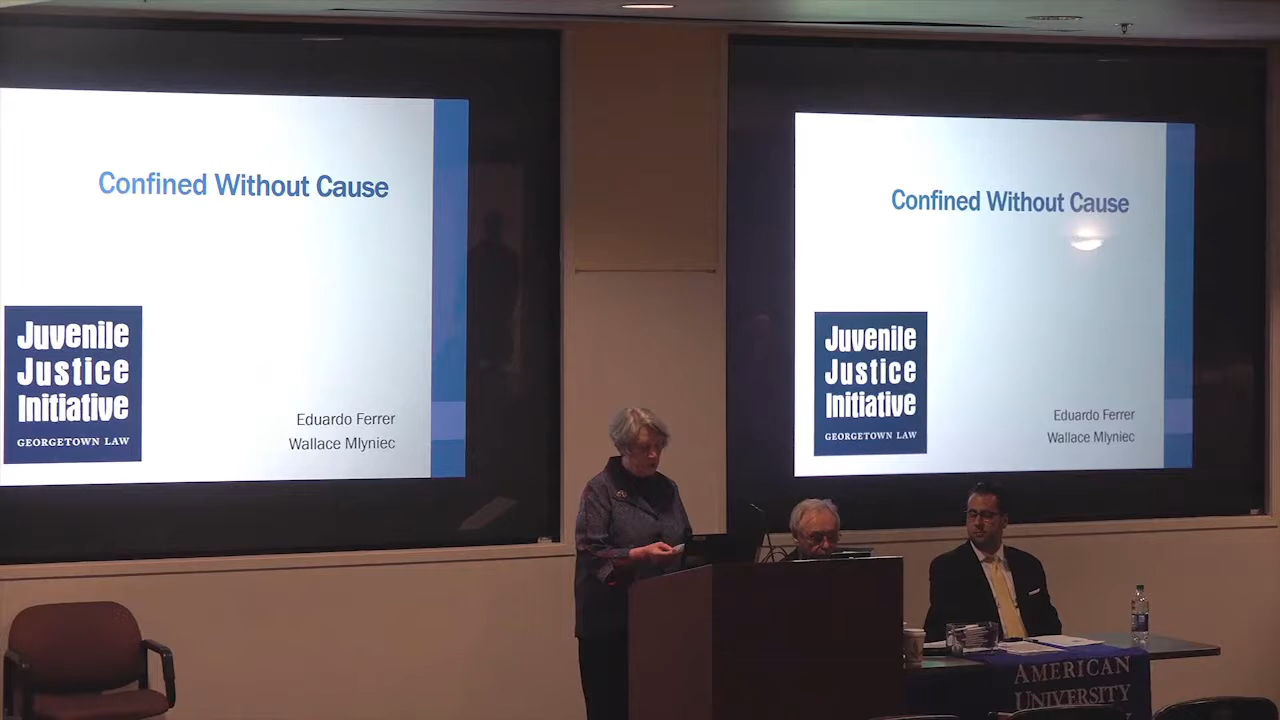 Confined Without Cause
Juvenile
Justice
Initiative
GEORGETOWN LAW
Eduardo Ferrer
Wallace Mlyniec
Confined Without Cause
Juvenile
Justice
Initiative
GEORGETOWN LAW
Eduardo Ferrer
Wallace Mlyniec
AMERICAN
UNIVERSITY